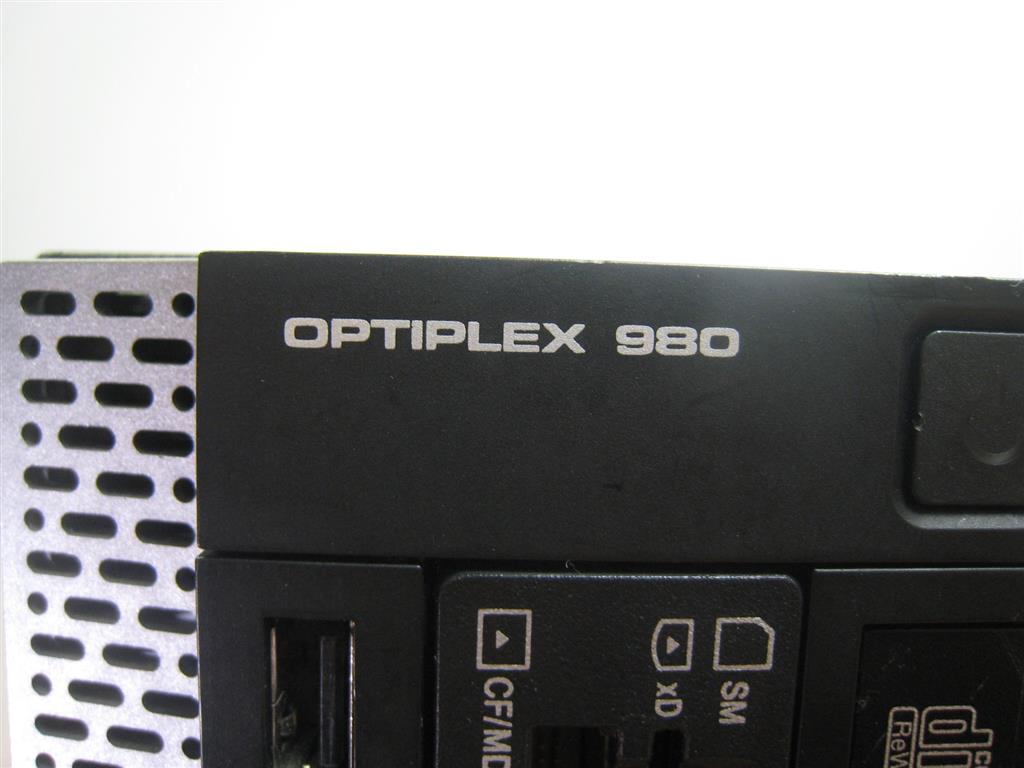 OPTIPLEX 980
CF/MD
xD
SM